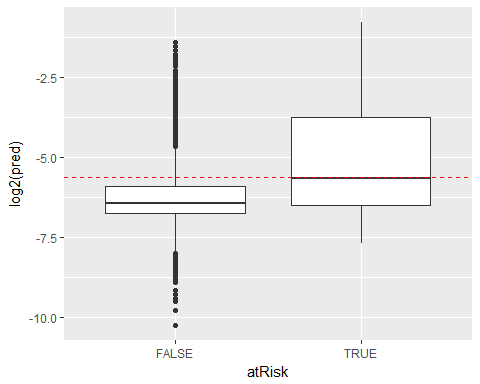 log2(pred)
-2.5
-5.0
-7.5
-10.0
FALSE
TRUE
atRisk